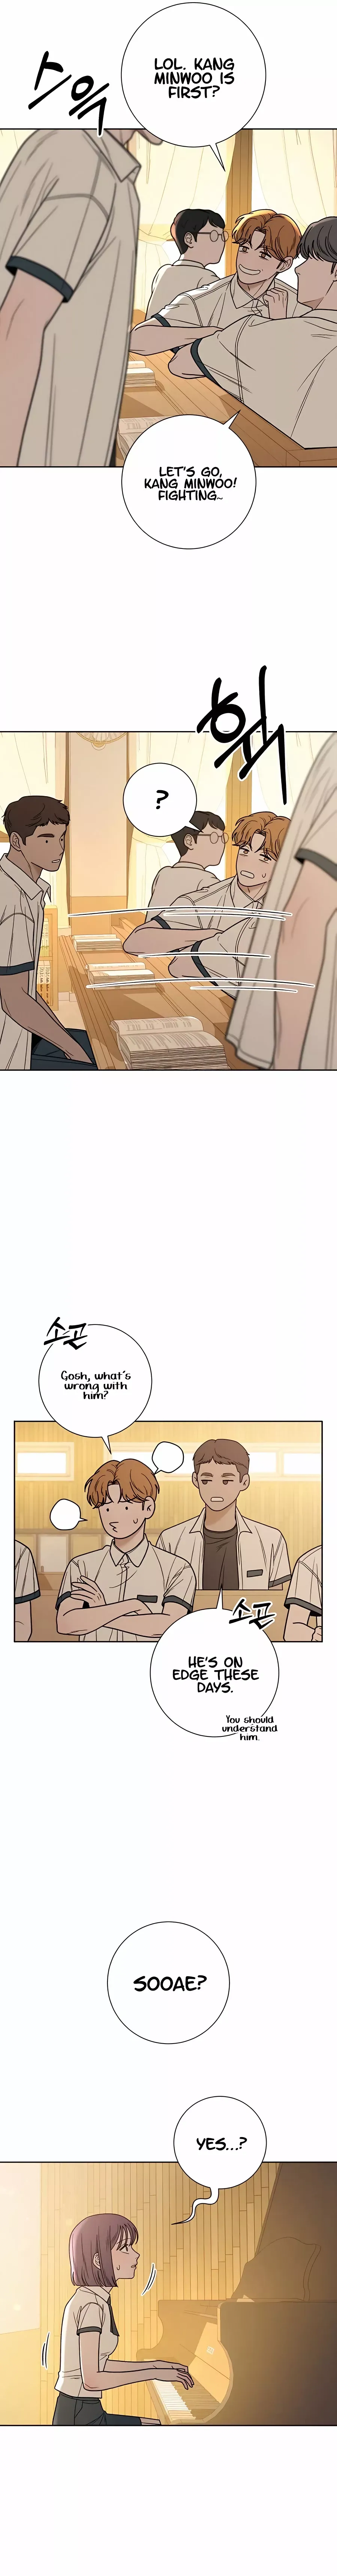 LOL. KANG
MINWOO IS
FIRST?
스윽
LET'S GO,
KANG MINWOO!
FIGHTING~
휙
?
소곤
Gosh, what's
wrong with
him?
소곤
HE'S ON
EDGE THESE
DAYS.
You should
understand
him.
SOOAE?
YES...?